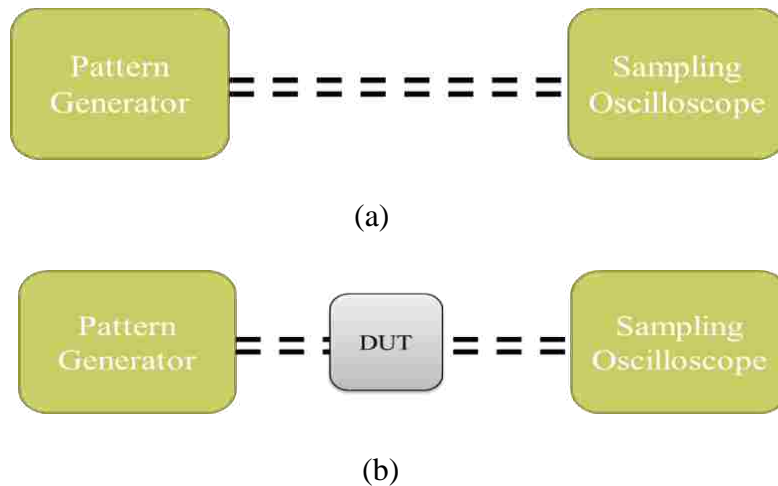 Pattern
Generator
Sampling
Oscilloscope
(a)
Pattern
Generator
DUT
Sampling
Oscilloscope
(b)